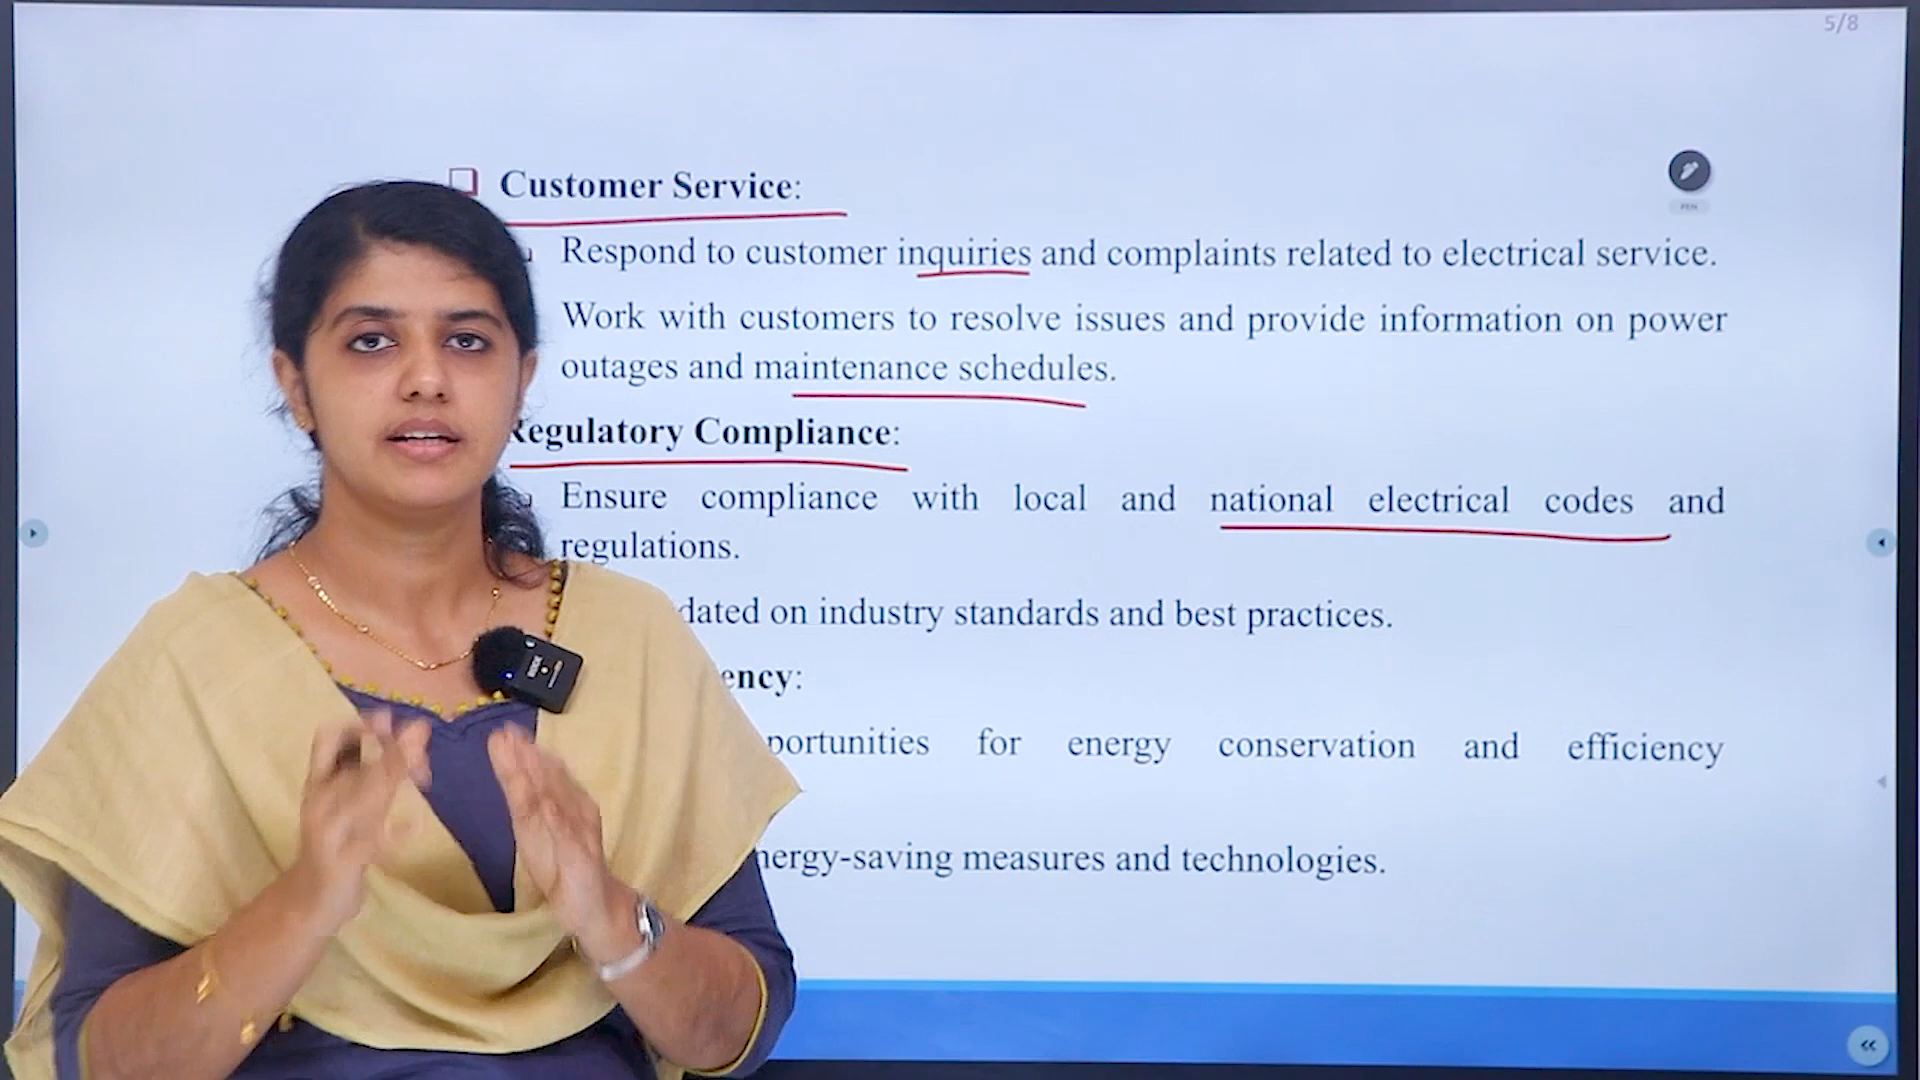 5/8
Customer Service:
PEN
Respond to customer inquiries and complaints related to electrical service.
Work with customers to resolve issues and provide information on power
outages and maintenance schedules.
Regulatory Compliance:
Ensure compliance with local and national electrical codes and
regulations.
dated on industry standards and best practices.
ency:
portunities for energy conservation and efficiency
nergy-saving measures and technologies.